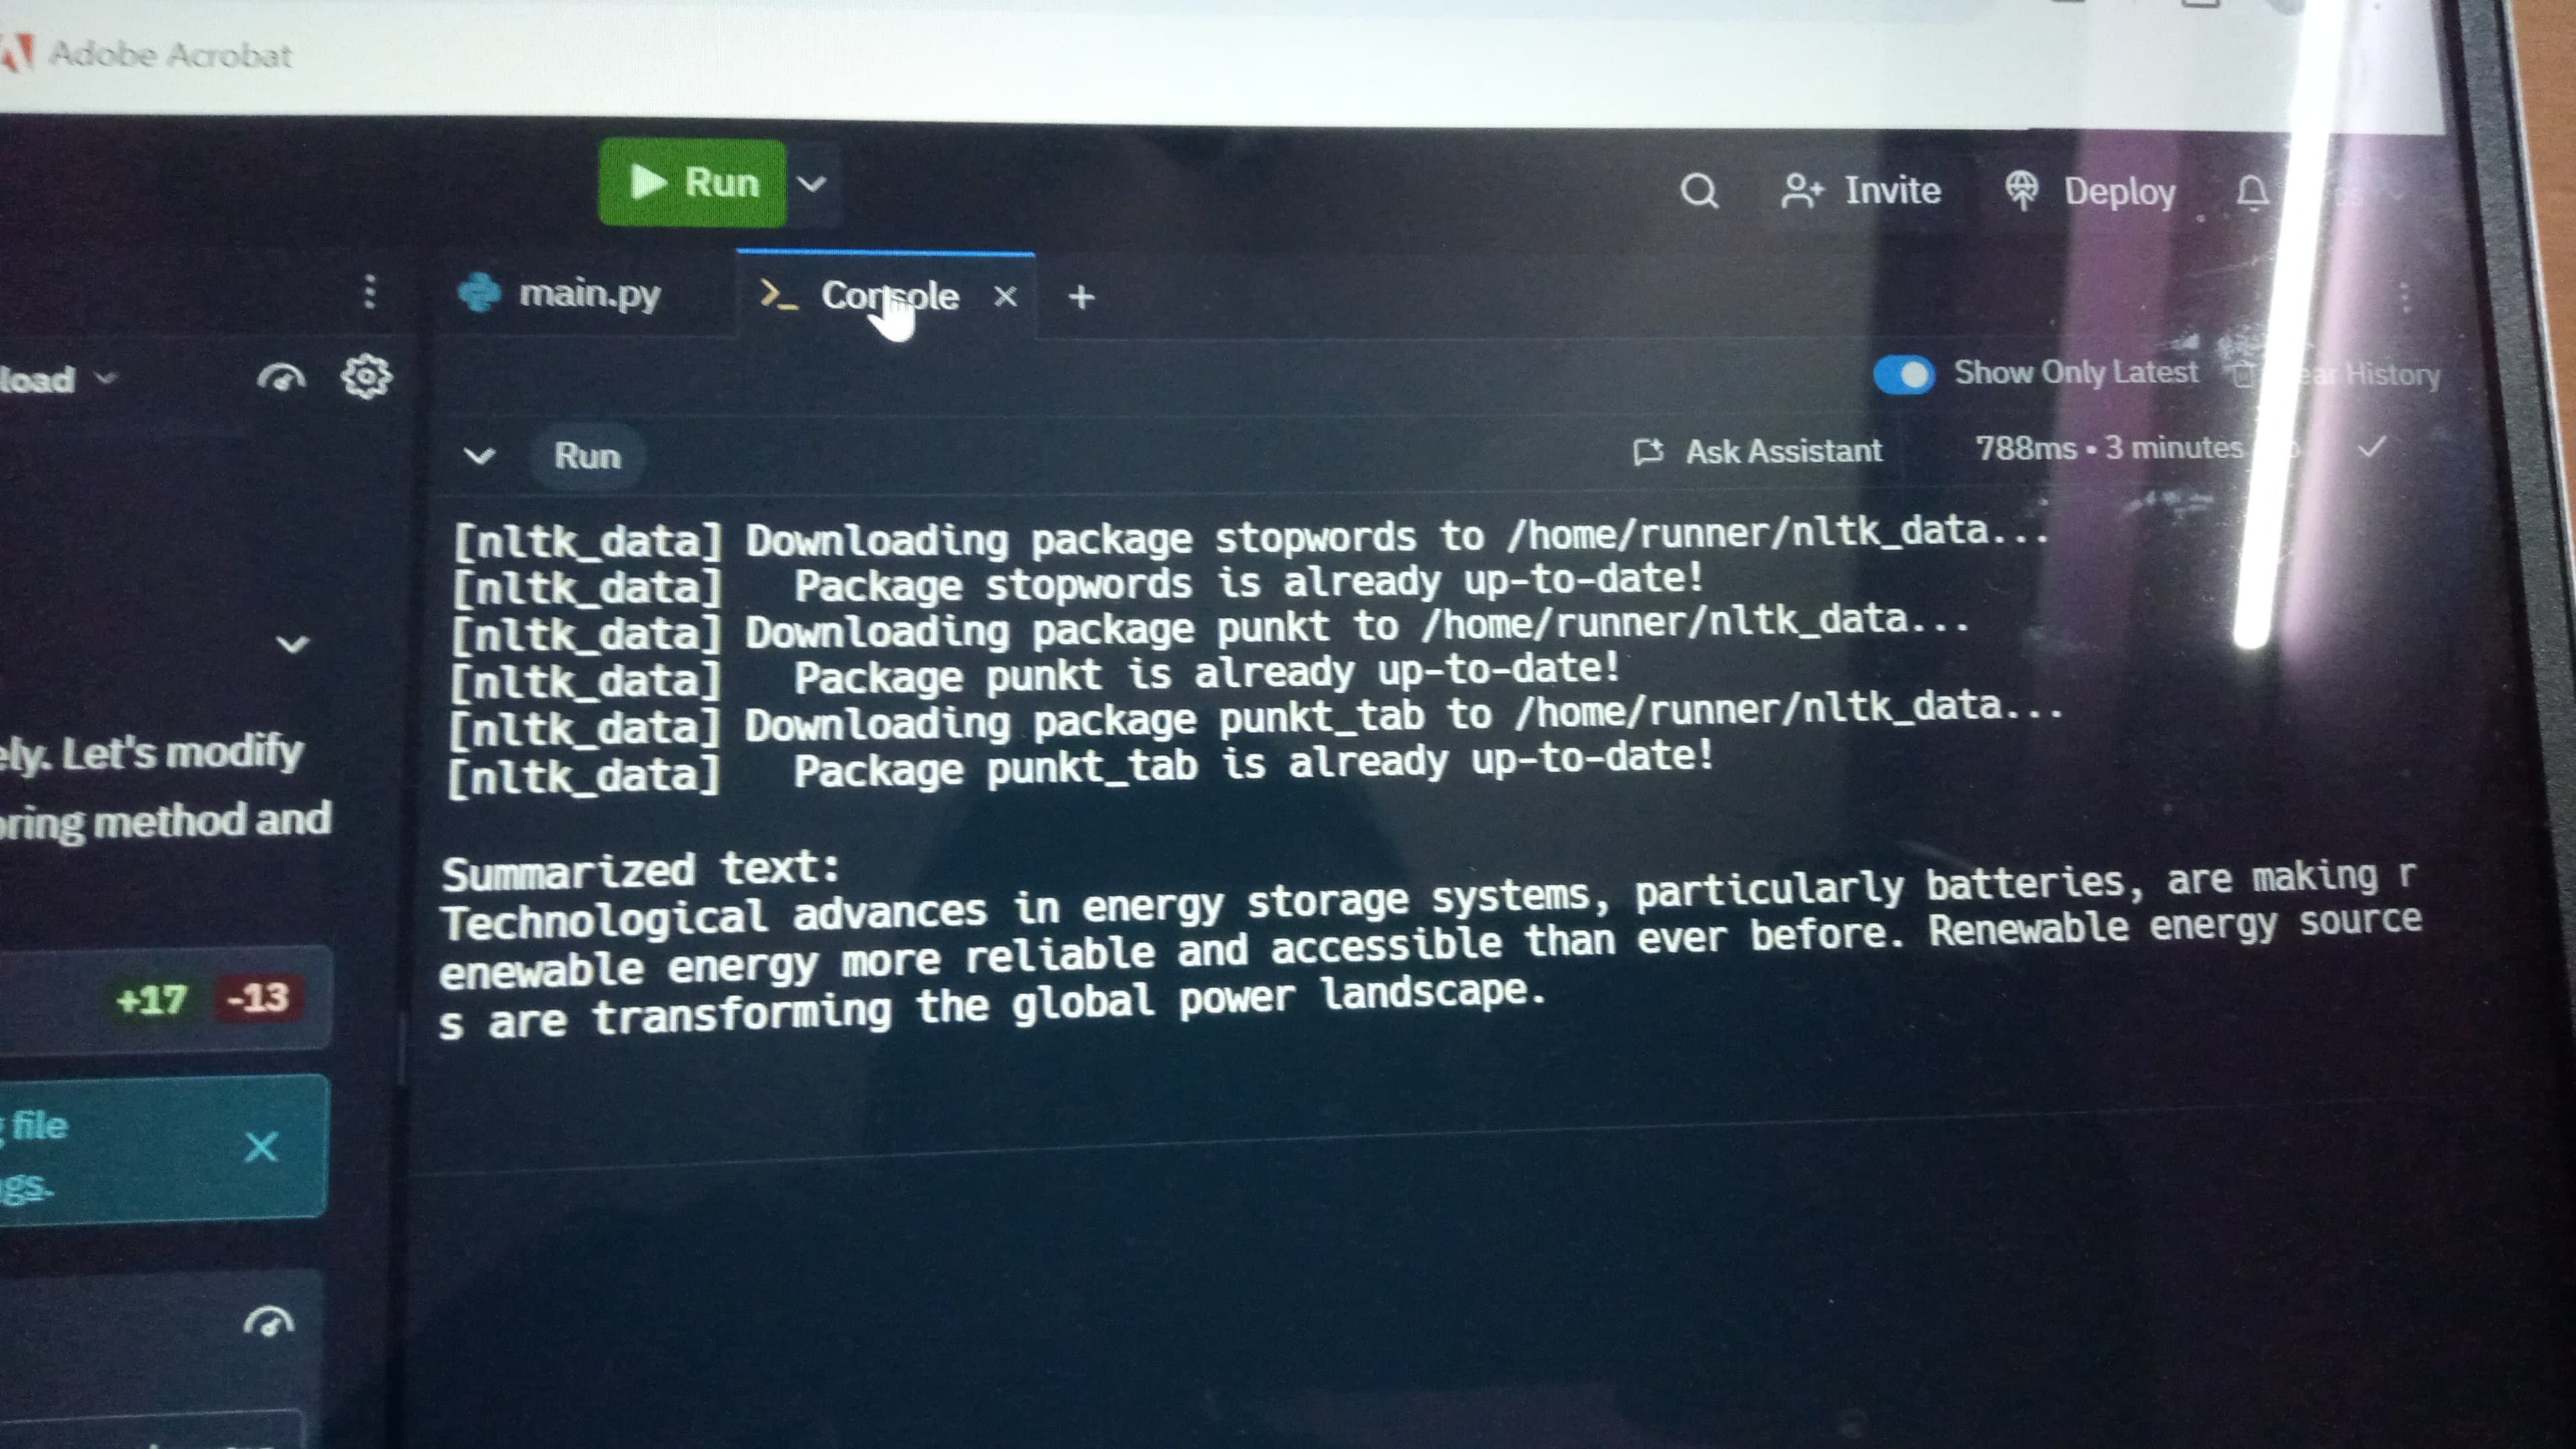 Adobe Acrobat
Run
Invite
Deploy
main.py
Console
load
Show Only Latest
History
Run
Ask Assistant
788ms • 3 minutes
[nltk_data] Downloading package stopwords to /home/runner/nltk_data...
[nltk_data]   Package stopwords is already up-to-date!
[nltk_data] Downloading package punkt to /home/runner/nltk_data...
[nltk_data]   Package punkt is already up-to-date!
[nltk_data] Downloading package punkt_tab to /home/runner/nltk_data...
[nltk_data]   Package punkt_tab is already up-to-date!
Summarized text:
Technological advances in energy storage systems, particularly batteries, are making r
enewable energy more reliable and accessible than ever before. Renewable energy source
s are transforming the global power landscape.
ely. Let's modify
oring method and
+17 -13
file
gs.